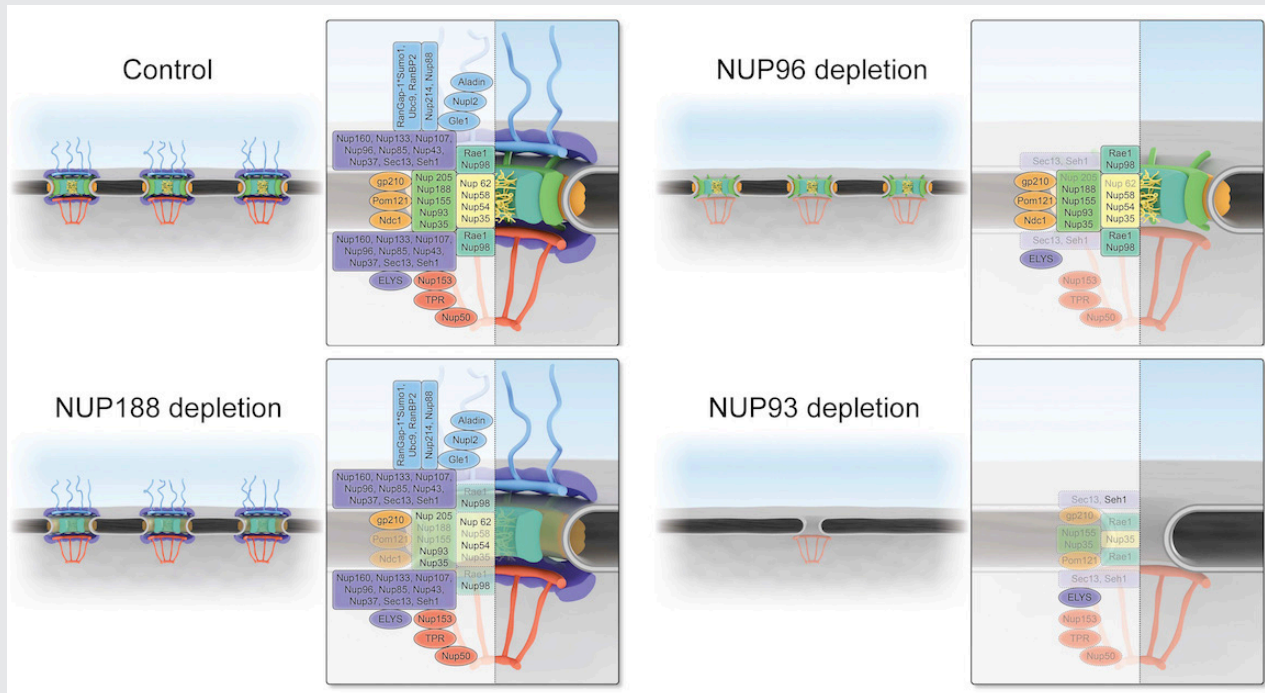 Control
RanGap-1*Sumo1,
Ubc9, RanBP2
Nup214, Nup88
Aladin
Nupl2
Gle1
Nup160, Nup133, Nup107,
Nup96, Nup85, Nup43,
Nup37, Sec13, Seh1
Rae1
Nup98
gp210
Pom121
Ndc1
Nup 205
Nup188
Nup155
Nup93
Nup35
Nup 62
Nup58
Nup54
Nup35
Nup160, Nup133, Nup107,
Nup96, Nup85, Nup43,
Nup37, Sec13, Seh1
Rae1
Nup98
ELYS
Nup153
TPR
Nup50
NUP96 depletion
Sec13, Seh1
Rae1
Nup98
gp210
Pom121
Ndc1
Nup 205
Nup188
Nup155
Nup93
Nup35
Nup 62
Nup58
Nup54
Nup35
Sec13, Seh1
Rae1
Nup98
ELYS
Nup153
TPR
Nup50
NUP188 depletion
RanGap-1*Sumo1,
Ubc9, RanBP2
Nup214, Nup88
Aladin
Nupl2
Gle1
Nup160, Nup133, Nup107,
Nup96, Nup85, Nup43,
Nup37, Sec13, Seh1
Rae1
Nup98
gp210
Pom121
Ndc1
Nup 205
Nup188
Nup155
Nup93
Nup35
Nup 62
Nup58
Nup54
Nup35
Nup160, Nup133, Nup107,
Nup96, Nup85, Nup43,
Nup37, Sec13, Seh1
Rae1
Nup98
ELYS
Nup153
TPR
Nup50
NUP93 depletion
Sec13, Seh1
gp210
Rae1
Nup155
Nup35
Nup35
Pom121
Rae1
Sec13, Seh1
ELYS
Nup153
TPR
Nup50